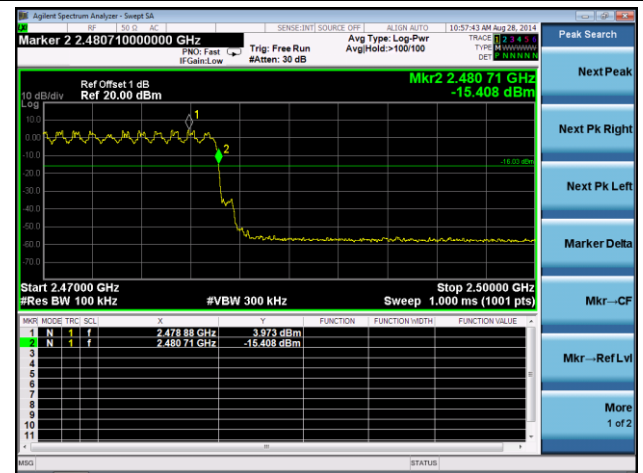 Agilent Spectrum Analyzer - Swept SA
RF 50 Ω AC SENSE:INT SOURCE OFF ALIGN AUTO 10:57:43 AM Aug 28, 2014
Marker 2 2.480710000000 GHz
PNO: Fast
IFGain:Low
Trig: Free Run
#Atten: 30 dB
Avg Type: Log-Pwr
Avg|Hold:>100/100
TRACE 1 2 3 4 5 6
TYPE M W W W W W
DET P N N N N N
Peak Search
Next Peak
Next Pk Right
Next Pk Left
Marker Delta
Mkr→CF
Mkr→Ref Lvl
More
1 of 2
Mkr2 2.480 71 GHz
-15.408 dBm
Ref Offset 1 dB
10 dB/div Ref 20.00 dBm
Log
1
10.0
0.00
2
-10.0
-16.03 dBm
-20.0
-30.0
-40.0
-50.0
-60.0
-70.0
Start 2.47000 GHz Stop 2.50000 GHz
#Res BW 100 kHz #VBW 300 kHz Sweep 1.000 ms (1001 pts)
MKR MODE TRC SCL X Y FUNCTION FUNCTION WIDTH FUNCTION VALUE
1 N 1 f 2.478 88 GHz 3.973 dBm
2 N 1 f 2.480 71 GHz -15.408 dBm
3
4
5
6
7
8
9
10
11
MSG STATUS